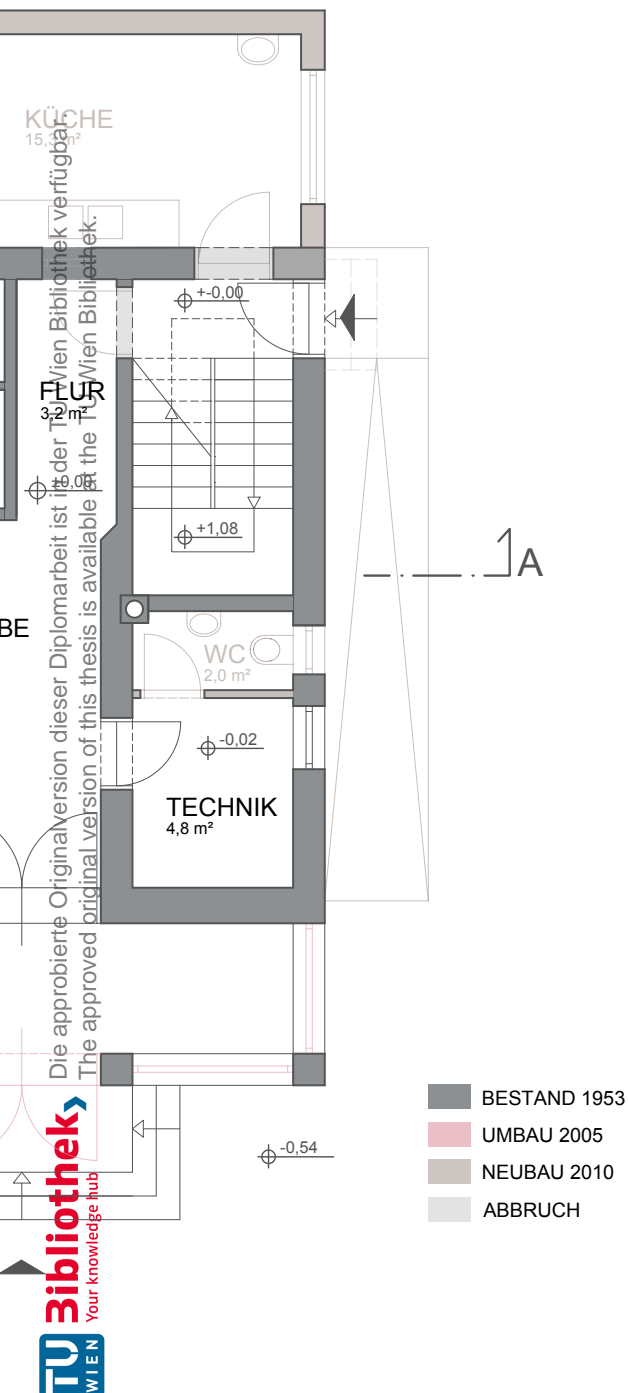 KÜCHE
15,3 m²
+-0,00
FLUR
3,2 m²
±0,00
+1,08
A
BE
WC
2,0 m²
-0,02
TECHNIK
4,8 m²
-0,54
BESTAND 1953
UMBAU 2005
NEUBAU 2010
ABBRUCH
Die approbierte Originalversion dieser Diplomarbeit ist in der TU Wien Bibliothek verfügbar.
The approved original version of this thesis is available at the TU Wien Bibliothek.
TU Bibliothek
WIEN Your knowledge hub